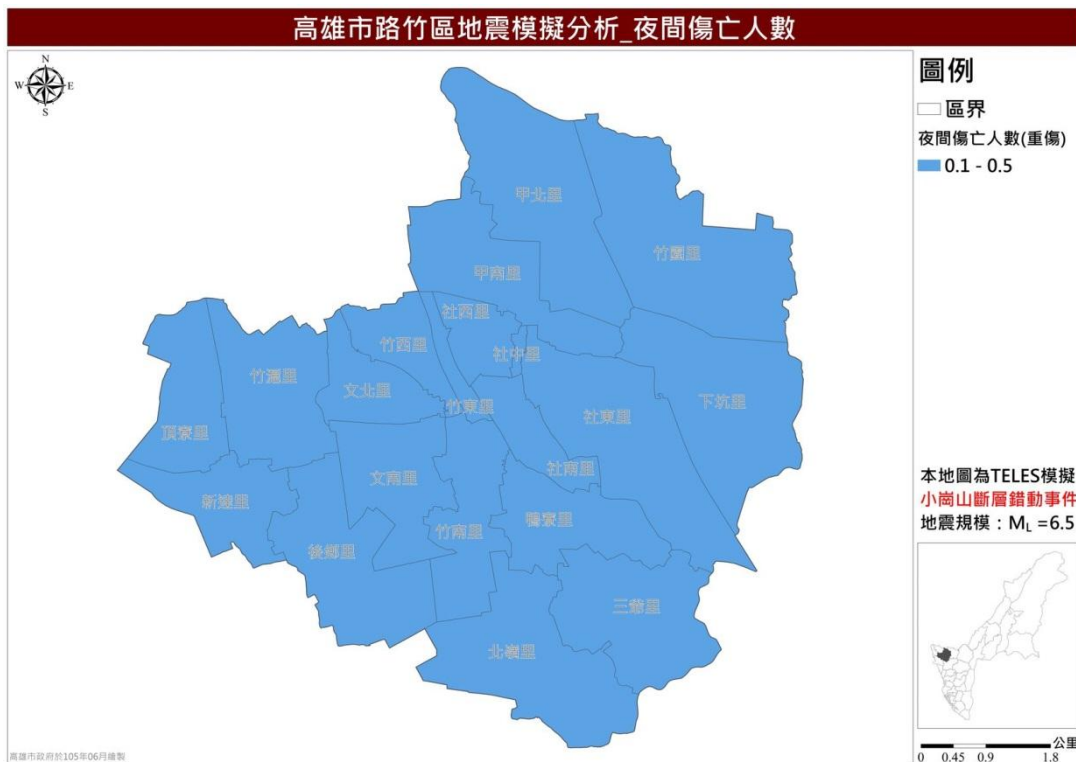 高雄市路竹區地震模擬分析_夜間傷亡人數
N
W E
S
圖例
區界
夜間傷亡人數(重傷)
0.1 - 0.5
甲北里
竹園里
甲南里
社西里
竹西里
社中里
竹滬里
文北里
竹東里
社東里
下坑里
頂寮里
文南里
社南里
新達里
竹南里
鴨寮里
後鄉里
三爺里
北嶺里
本地圖為TELES模擬
小崗山斷層錯動事件
地震規模：ML =6.5
公里
0 0.45 0.9 1.8
高雄市政府於105年06月繪製